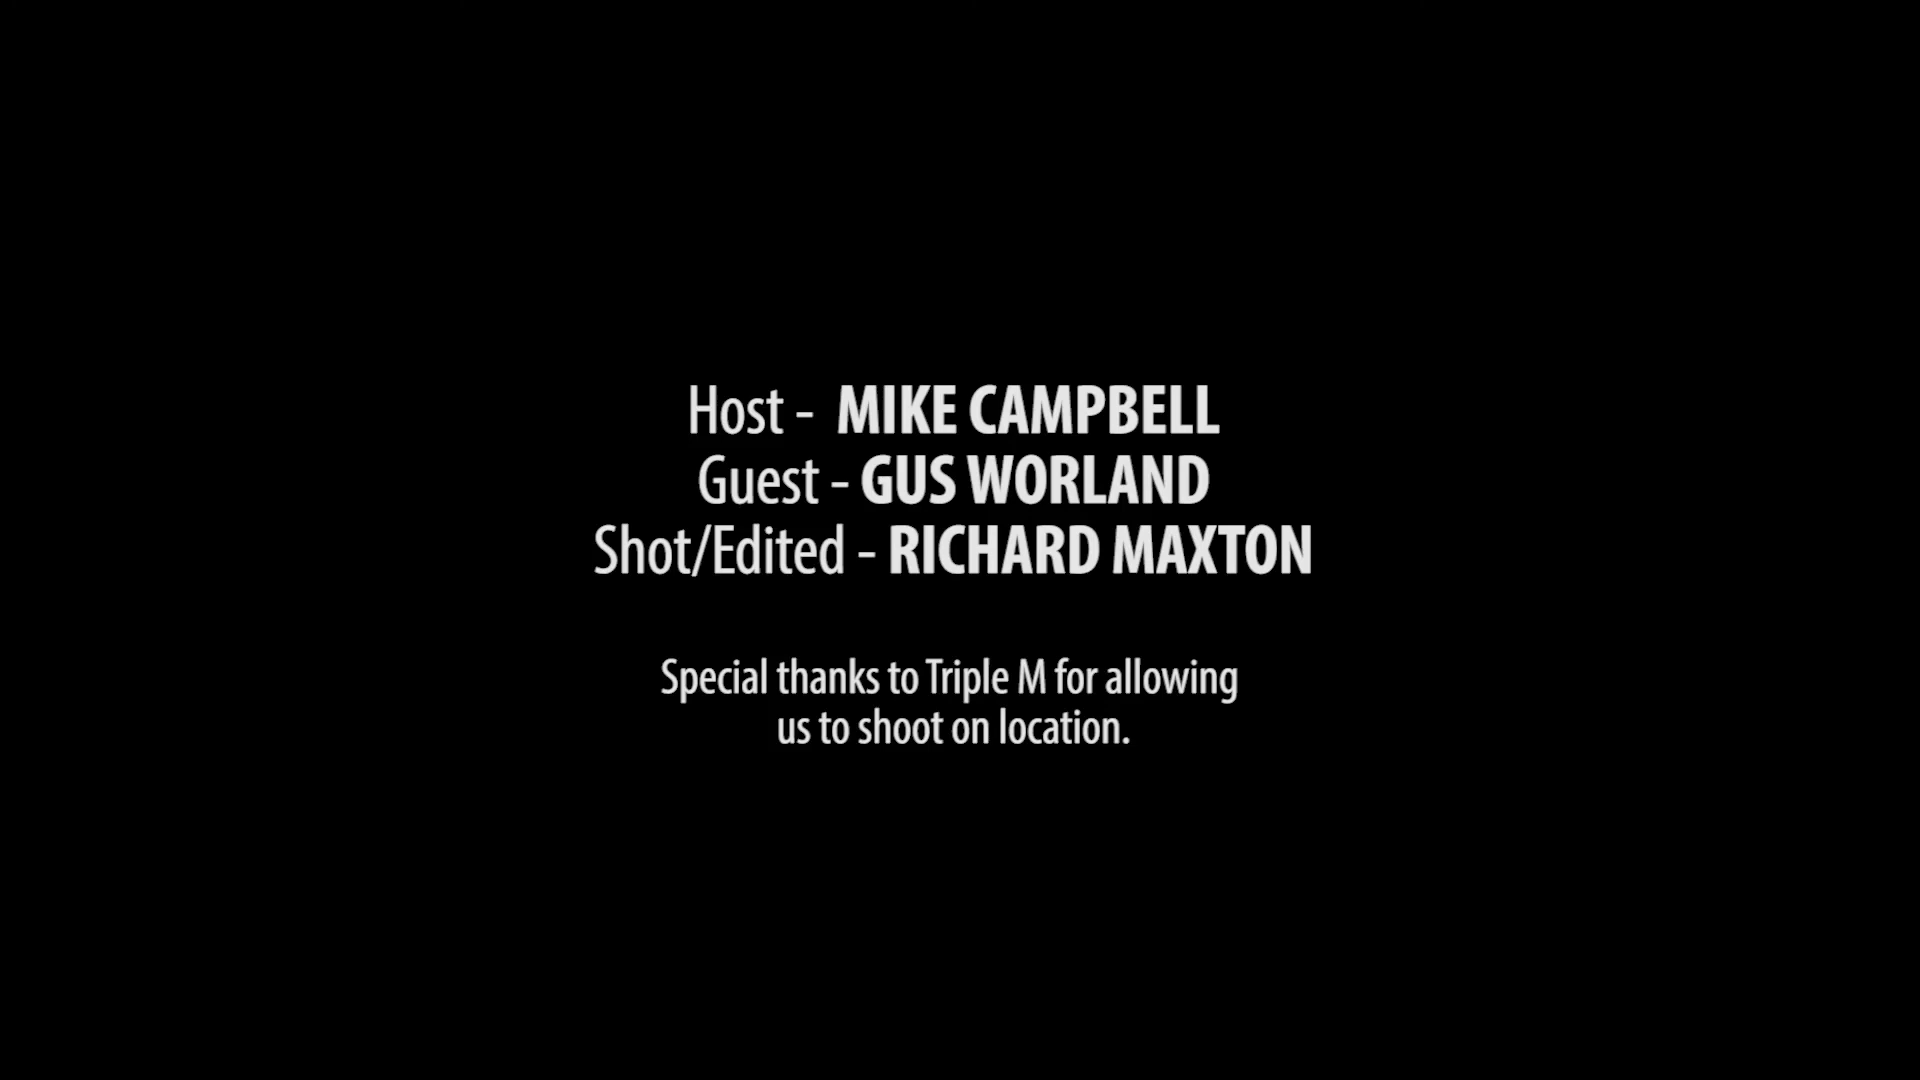 Host - MIKE CAMPBELL
Guest - GUS WORLAND
Shot/Edited - RICHARD MAXTON
Special thanks to Triple M for allowing
us to shoot on location.